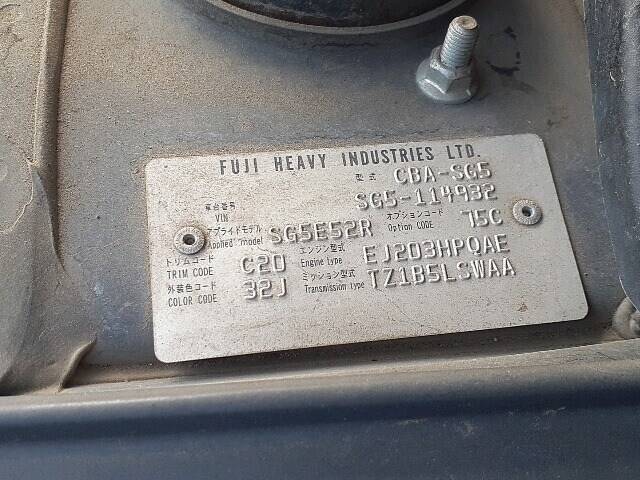 FUJI HEAVY INDUSTRIES LTD.
型式 CBA-SG5
車台番号 VIN SG5-114932
アプライドモデル Applied model SG5E52R オプションコード Option CODE 75C
トリムコード TRIM CODE C20 エンジン型式 Engine type EJ203HPQAE
外装色コード COLOR CODE 32J ミッション型式 Transmission type TZ1B5LSWAA